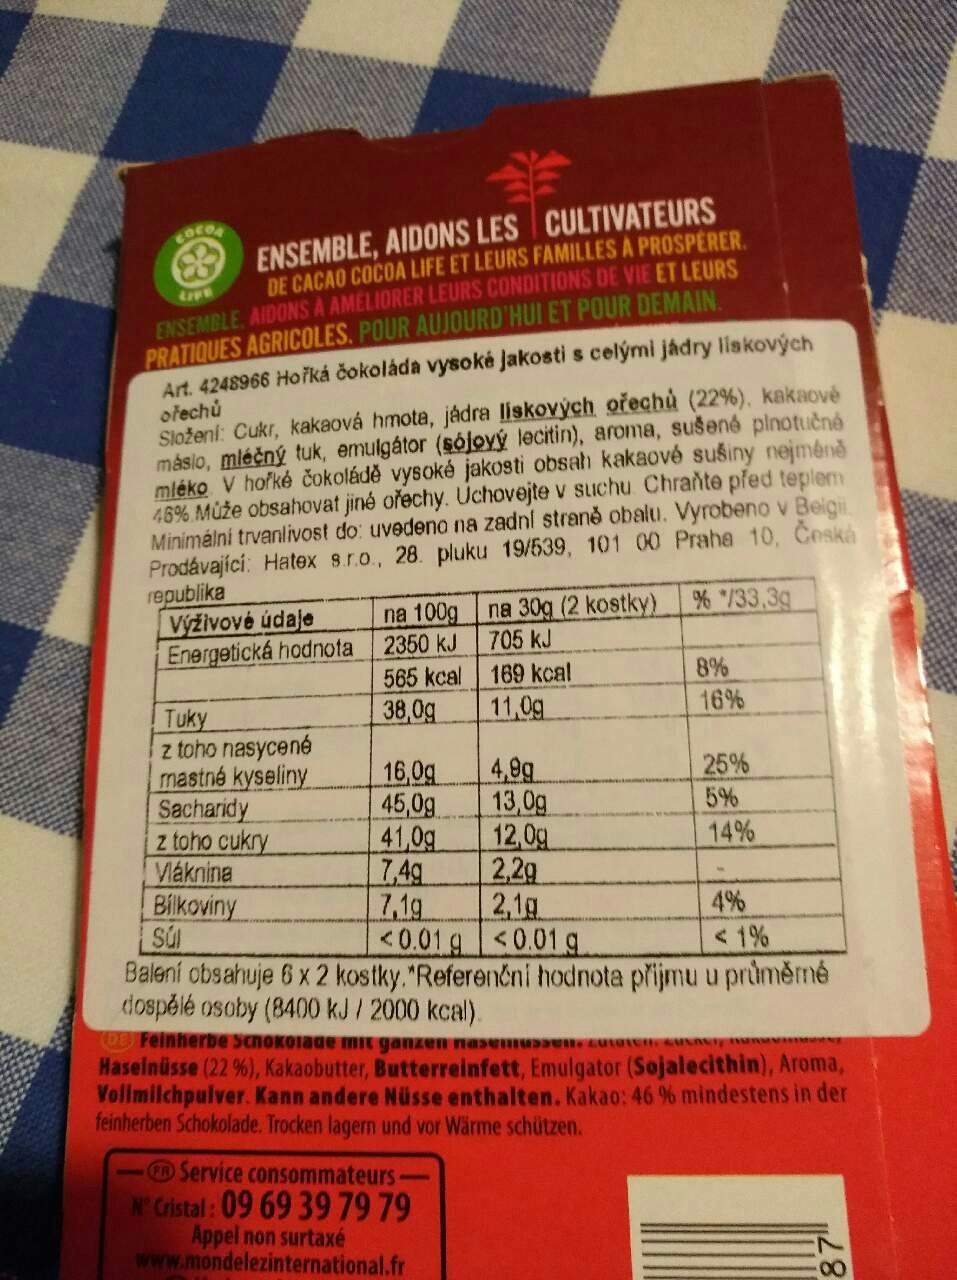 COCOA
LIFE
ENSEMBLE, AIDONS LES CULTIVATEURS
DE CACAO COCOA LIFE ET LEURS FAMILLES À PROSPÉRER.
ENSEMBLE, AIDONS À AMÉLIORER LEURS CONDITIONS DE VIE ET LEURS
PRATIQUES AGRICOLES. POUR AUJOURD'HUI ET POUR DEMAIN.
Art. 4248966 Hořká čokoláda vysoké jakosti s celými jádry lískových
ořechů
Složení: Cukr, kakaová hmota, jádra lískových ořechů (22%), kakaové
máslo, mléčný tuk, emulgátor (sójový lecitin), aroma, sušené plnotučné
mléko. V hořké čokoládě vysoké jakosti obsah kakaové sušiny nejméně
46%.Může obsahovat jiné ořechy. Uchovejte v suchu. Chraňte před teplem
Minimální trvanlivost do: uvedeno na zadní straně obalu. Vyrobeno v Belgii.
Prodávající: Hatex s.r.o., 28. pluku 19/539, 101 00 Praha 10, Česká
republika
Výživové údaje na 100g na 30g (2 kostky) % */33,3g
Energetická hodnota 2350 kJ 705 kJ
565 kcal 169 kcal 8%
Tuky 38,0g 11,0g 16%
z toho nasycené
mastné kyseliny 16,0g 4,9g 25%
Sacharidy 45,0g 13,0g 5%
z toho cukry 41,0g 12,0g 14%
Vláknina 7,4g 2,2g -
Bílkoviny 7,1g 2,1g 4%
Sůl <0.01 g <0.01 g < 1%
Balení obsahuje 6 x 2 kostky.*Referenční hodnota příjmu u průměrné
dospělé osoby (8400 kJ / 2000 kcal).
DE Feinherbe Schokolade mit ganzen Haselnüssen.
Haselnüsse (22 %), Kakaobutter, Butterreinfett, Emulgator (Sojalecithin), Aroma,
Vollmilchpulver. Kann andere Nüsse enthalten. Kakao: 46 % mindestens in der
feinherben Schokolade. Trocken lagern und vor Wärme schützen.
FR Service consommateurs
N° Cristal : 09 69 39 79 79
Appel non surtaxé
www.mondelezinternational.fr
87